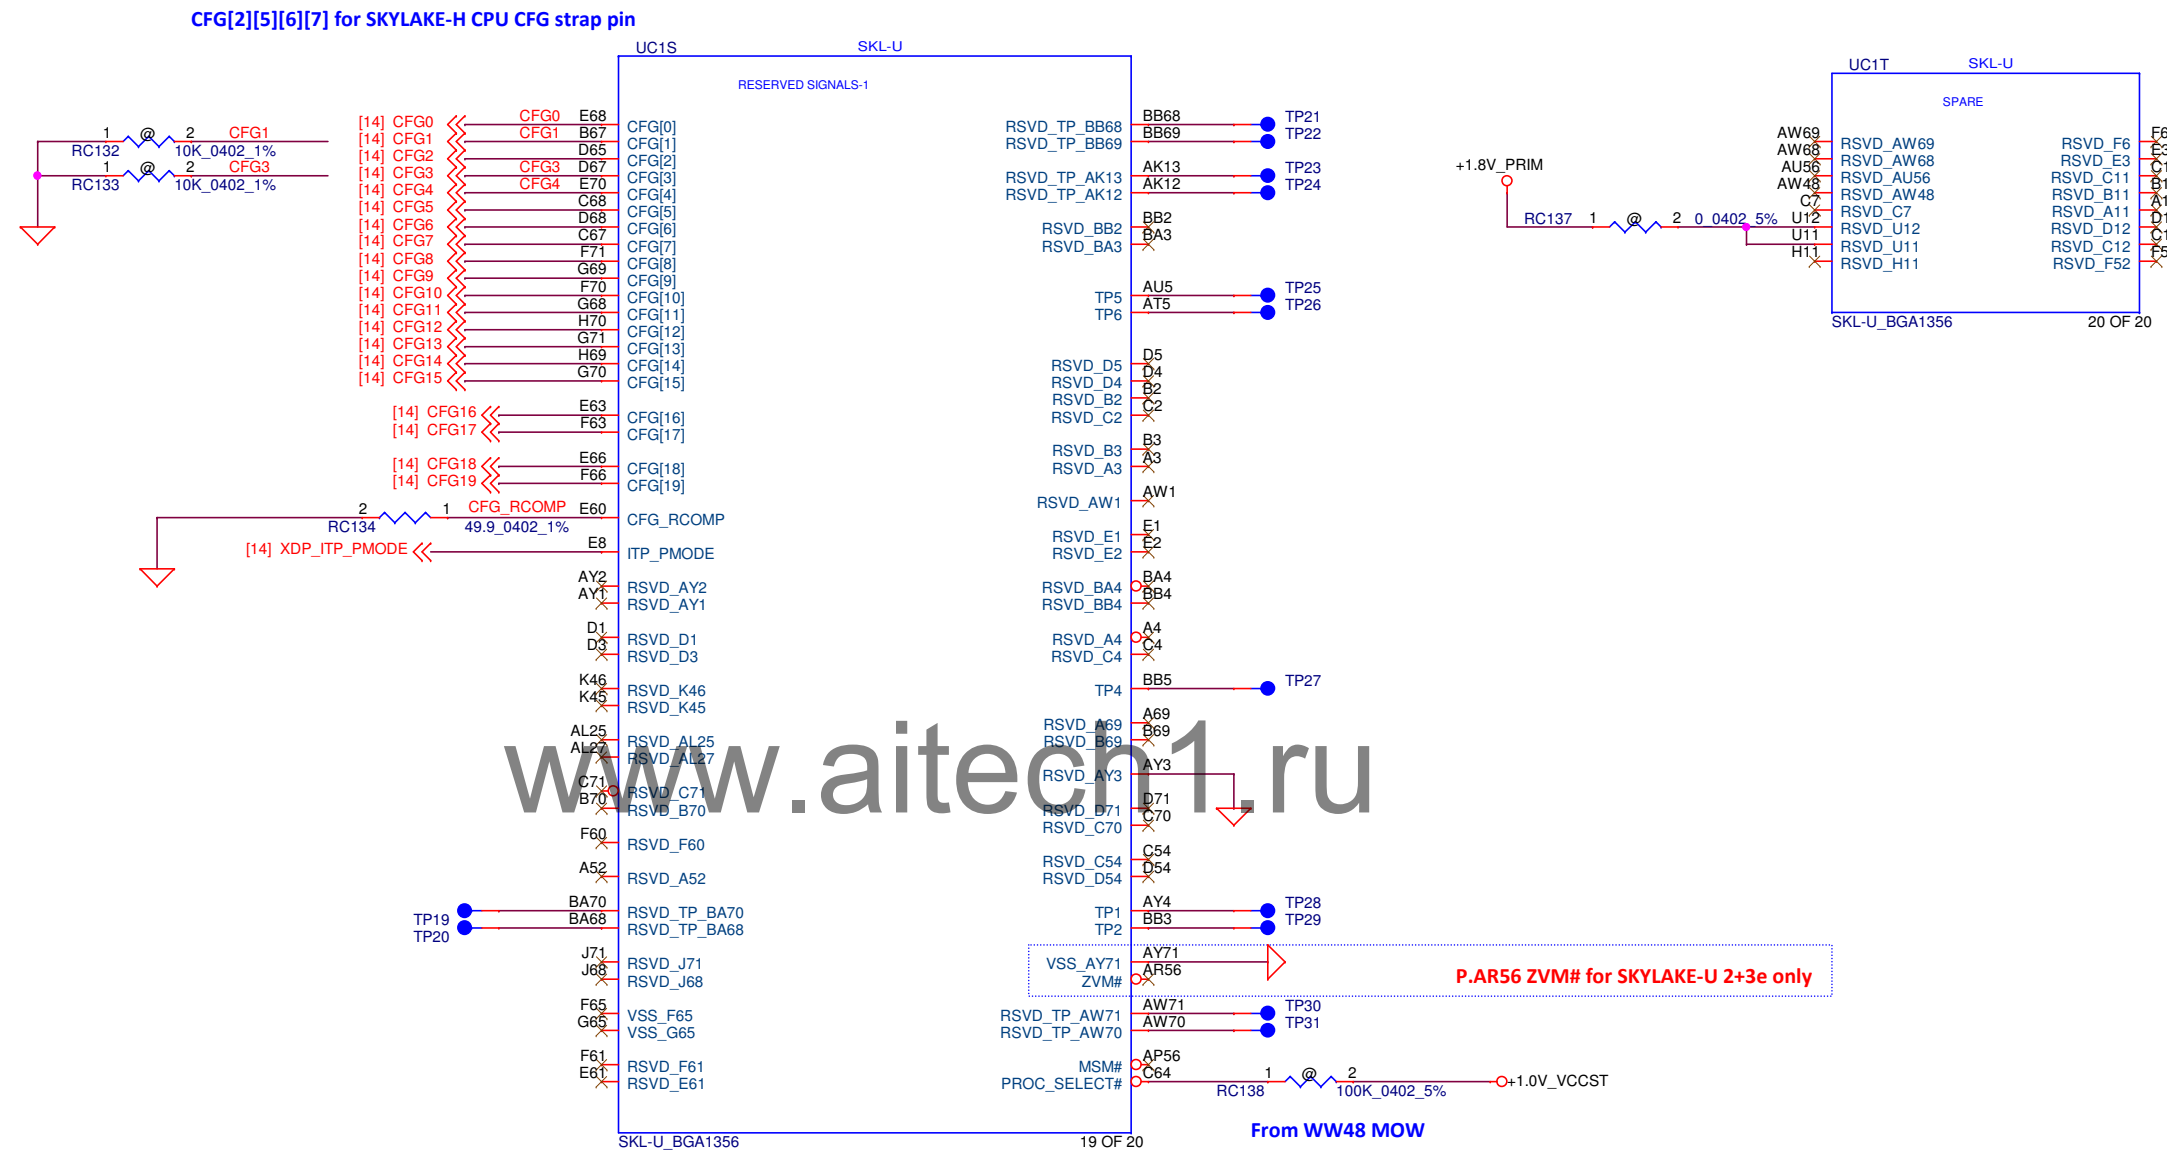 CFG[2][5][6][7] for SKYLAKE-H CPU CFG strap pin
UC1S SKL-U
RESERVED SIGNALS-1
1 @ 2 CFG1
RC132 10K_0402_1%
1 @ 2 CFG3
RC133 10K_0402_1%
[14] CFG0 CFG0 E68 CFG[0]
[14] CFG1 CFG1 B67 CFG[1]
[14] CFG2 D65 CFG[2]
[14] CFG3 CFG3 D67 CFG[3]
[14] CFG4 CFG4 E70 CFG[4]
[14] CFG5 C68 CFG[5]
[14] CFG6 D68 CFG[6]
[14] CFG7 C67 CFG[7]
[14] CFG8 F71 CFG[8]
[14] CFG9 G69 CFG[9]
[14] CFG10 F70 CFG[10]
[14] CFG11 G68 CFG[11]
[14] CFG12 H70 CFG[12]
[14] CFG13 G71 CFG[13]
[14] CFG14 H69 CFG[14]
[14] CFG15 G70 CFG[15]
[14] CFG16 E63 CFG[16]
[14] CFG17 F63 CFG[17]
[14] CFG18 E66 CFG[18]
[14] CFG19 F66 CFG[19]
2 1 CFG_RCOMP E60 CFG_RCOMP
RC134 49.9_0402_1%
[14] XDP_ITP_PMODE E8 ITP_PMODE
AY2 RSVD_AY2
AY1 RSVD_AY1
D1 RSVD_D1
D3 RSVD_D3
K46 RSVD_K46
K45 RSVD_K45
AL25 RSVD_AL25
AL27 RSVD_AL27
C71 RSVD_C71
B70 RSVD_B70
F60 RSVD_F60
A52 RSVD_A52
TP19 BA70 RSVD_TP_BA70
TP20 BA68 RSVD_TP_BA68
J71 RSVD_J71
J68 RSVD_J68
F65 VSS_F65
G65 VSS_G65
F61 RSVD_F61
E61 RSVD_E61
RSVD_TP_BB68 BB68 TP21
RSVD_TP_BB69 BB69 TP22
RSVD_TP_AK13 AK13 TP23
RSVD_TP_AK12 AK12 TP24
RSVD_BB2 BB2
RSVD_BA3 BA3
TP5 AU5 TP25
TP6 AT5 TP26
RSVD_D5 D5
RSVD_D4 D4
RSVD_B2 B2
RSVD_C2 C2
RSVD_B3 B3
RSVD_A3 A3
RSVD_AW1 AW1
RSVD_E1 E1
RSVD_E2 E2
RSVD_BA4 BA4
RSVD_BB4 BB4
RSVD_A4 A4
RSVD_C4 C4
TP4 BB5 TP27
RSVD_A69 A69
RSVD_B69 B69
RSVD_AY3 AY3
RSVD_D71 D71
RSVD_C70 C70
RSVD_C54 C54
RSVD_D54 D54
TP1 AY4 TP28
TP2 BB3 TP29
VSS_AY71 AY71
ZVM# AR56
P.AR56 ZVM# for SKYLAKE-U 2+3e only
RSVD_TP_AW71 AW71 TP30
RSVD_TP_AW70 AW70 TP31
MSM# AP56
PROC_SELECT# C64 1 @ 2 +1.0V_VCCST
RC138 100K_0402_5%
From WW48 MOW
SKL-U_BGA1356 19 OF 20
www.aitech1.ru
UC1T SKL-U
SPARE
+1.8V_PRIM
RC137 1 @ 2 0_0402_5%
AW69 RSVD_AW69
AW68 RSVD_AW68
AU56 RSVD_AU56
AW48 RSVD_AW48
C7 RSVD_C7
U12 RSVD_U12
U11 RSVD_U11
H11 RSVD_H11
RSVD_F6 F6
RSVD_E3 E3
RSVD_C11
RSVD_B11
RSVD_A11
RSVD_D12
RSVD_C12
RSVD_F52
SKL-U_BGA1356 20 OF 20